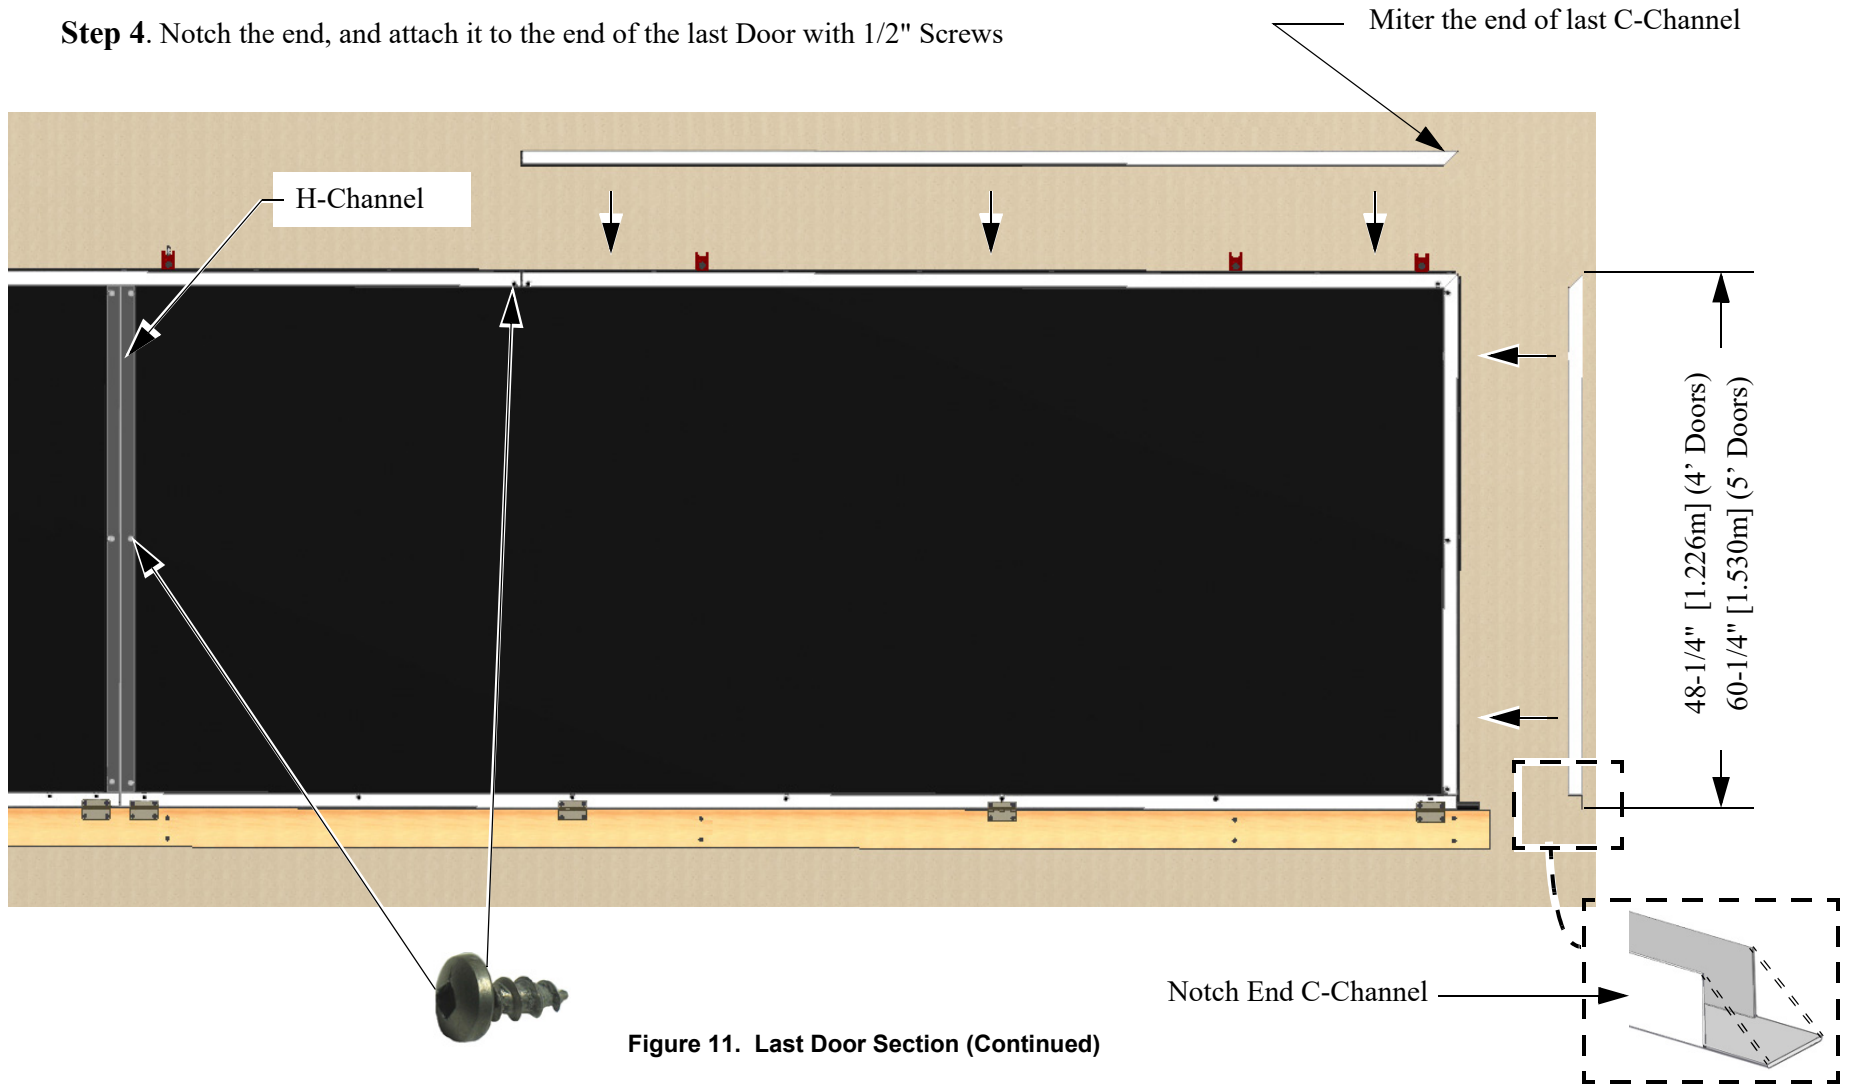 Step 4. Notch the end, and attach it to the end of the last Door with 1/2" Screws
Miter the end of last C-Channel
H-Channel
48-1/4" [1.226m] (4’ Doors)
60-1/4" [1.530m] (5’ Doors)
Notch End C-Channel
Figure 11. Last Door Section (Continued)